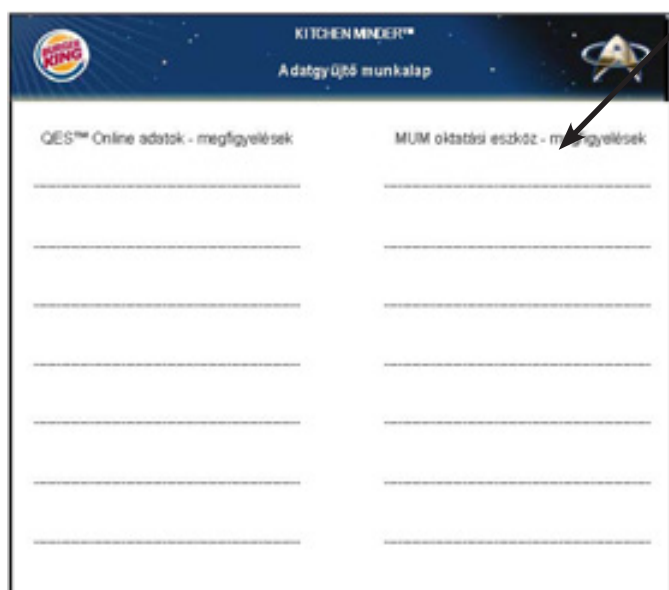 BURGER KING
KITCHEN MINDER™
Adatgyűjtő munkalap
QES™ Online adatok - megfigyelések
MUM oktatási eszköz - megfigyelések